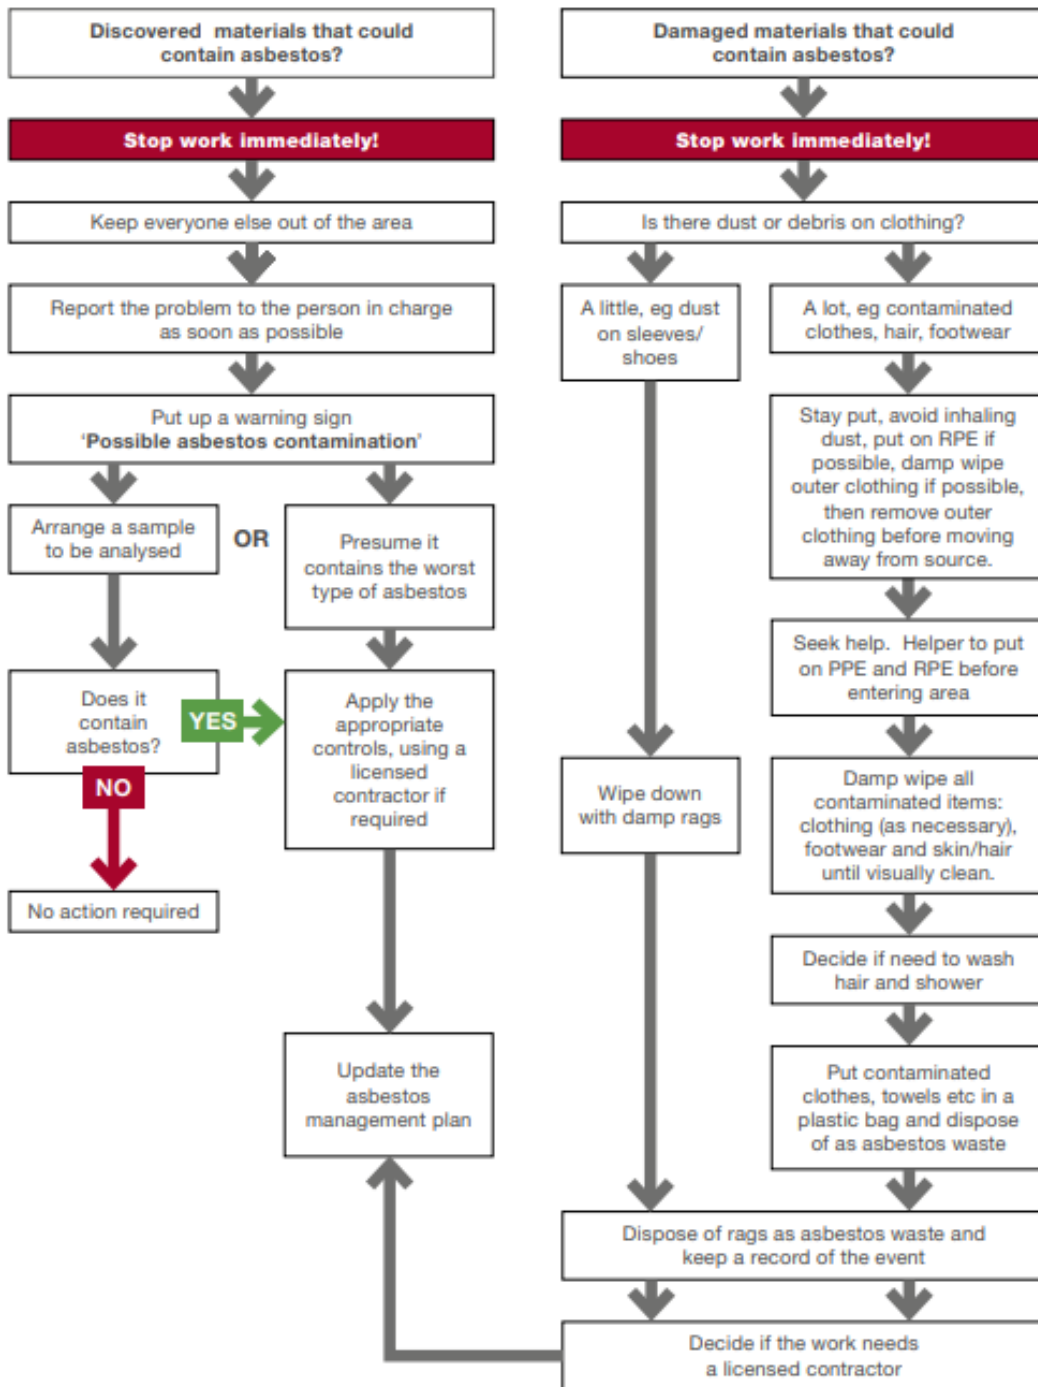 Discovered materials that could
contain asbestos?
Stop work immediately!
Keep everyone else out of the area
Report the problem to the person in charge
as soon as possible
Put up a warning sign
‘Possible asbestos contamination’
Arrange a sample
to be analysed
OR
Presume it
contains the worst
type of asbestos
Does it
contain
asbestos?
YES
NO
Apply the
appropriate
controls, using a
licensed
contractor if
required
No action required
Update the
asbestos
management plan
Damaged materials that could
contain asbestos?
Stop work immediately!
Is there dust or debris on clothing?
A little, eg dust
on sleeves/
shoes
Wipe down
with damp rags
A lot, eg contaminated
clothes, hair, footwear
Stay put, avoid inhaling
dust, put on RPE if
possible, damp wipe
outer clothing if possible,
then remove outer
clothing before moving
away from source.
Seek help. Helper to put
on PPE and RPE before
entering area
Damp wipe all
contaminated items:
clothing (as necessary),
footwear and skin/hair
until visually clean.
Decide if need to wash
hair and shower
Put contaminated
clothes, towels etc in a
plastic bag and dispose
of as asbestos waste
Dispose of rags as asbestos waste and
keep a record of the event
Decide if the work needs
a licensed contractor